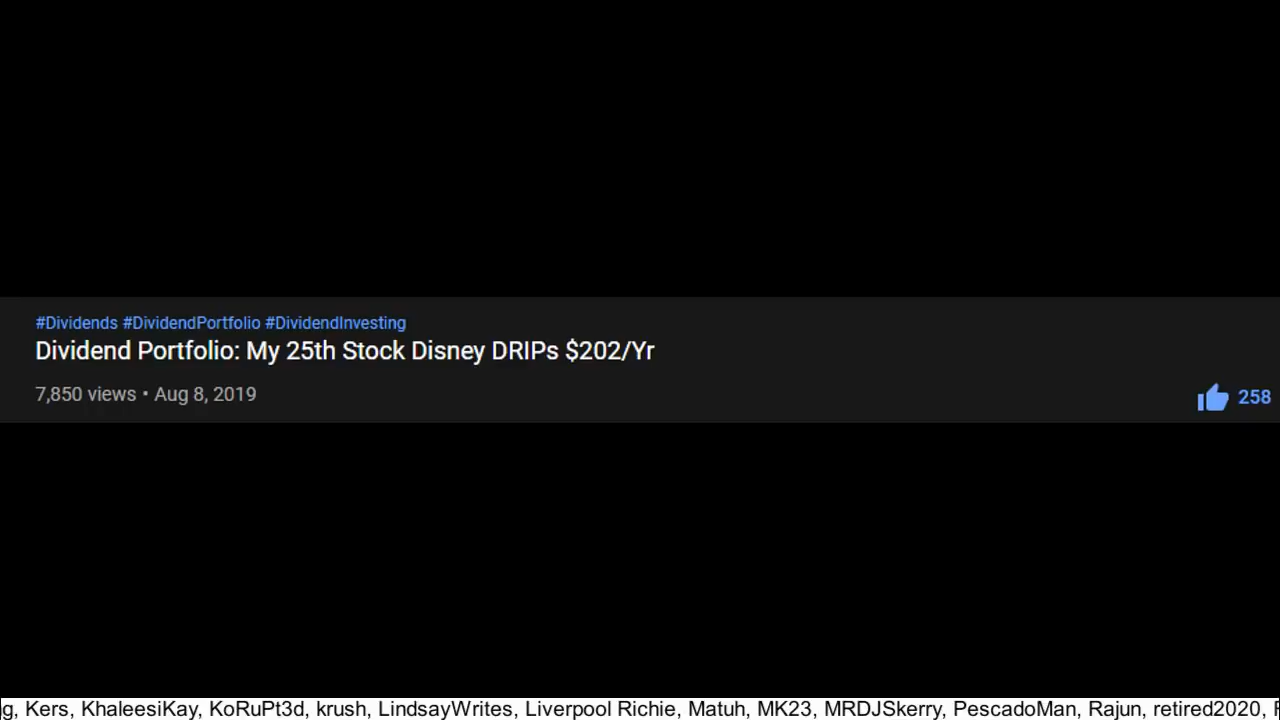 #Dividends #DividendPortfolio #DividendInvesting
Dividend Portfolio: My 25th Stock Disney DRIPs $202/Yr
7,850 views • Aug 8, 2019
258
Kers, KhaleesiKay, KoRuPt3d, krush, LindsayWrites, Liverpool Richie, Matuh, MK23, MRDJSkerry, PescadoMan, Rajun, retired2020,